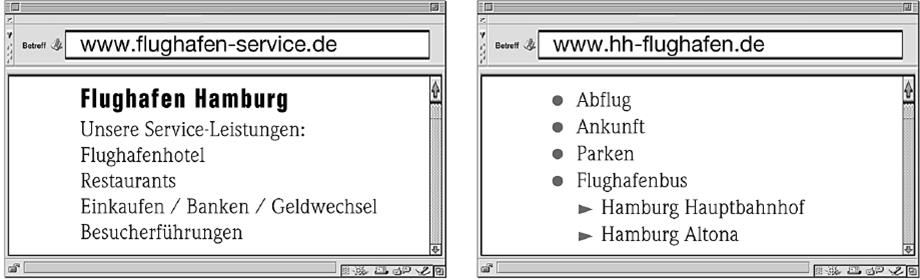 Betreff www.flughafen-service.de
Flughafen Hamburg
Unsere Service-Leistungen:
Flughafenhotel
Restaurants
Einkaufen / Banken / Geldwechsel
Besucherführungen
Betreff www.hh-flughafen.de
Abflug
Ankunft
Parken
Flughafenbus
Hamburg Hauptbahnhof
Hamburg Altona